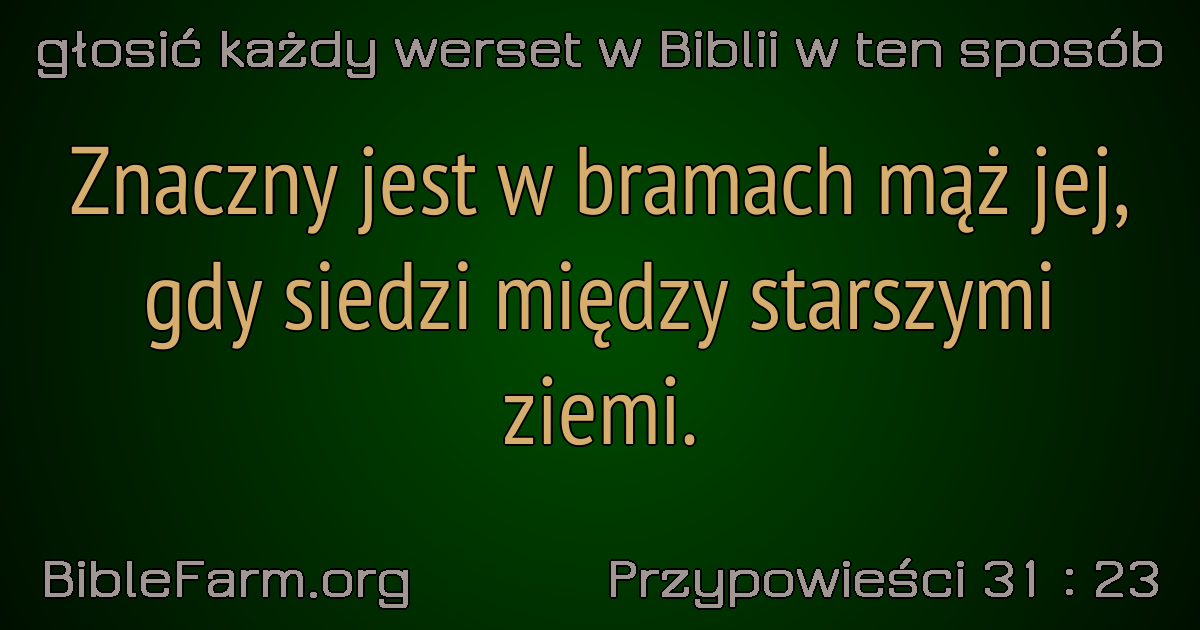 głosić każdy werset w Biblii w ten sposób
Znaczny jest w bramach mąż jej,
gdy siedzi między starszymi
ziemi.
BibleFarm.org
Przypowieści 31 : 23